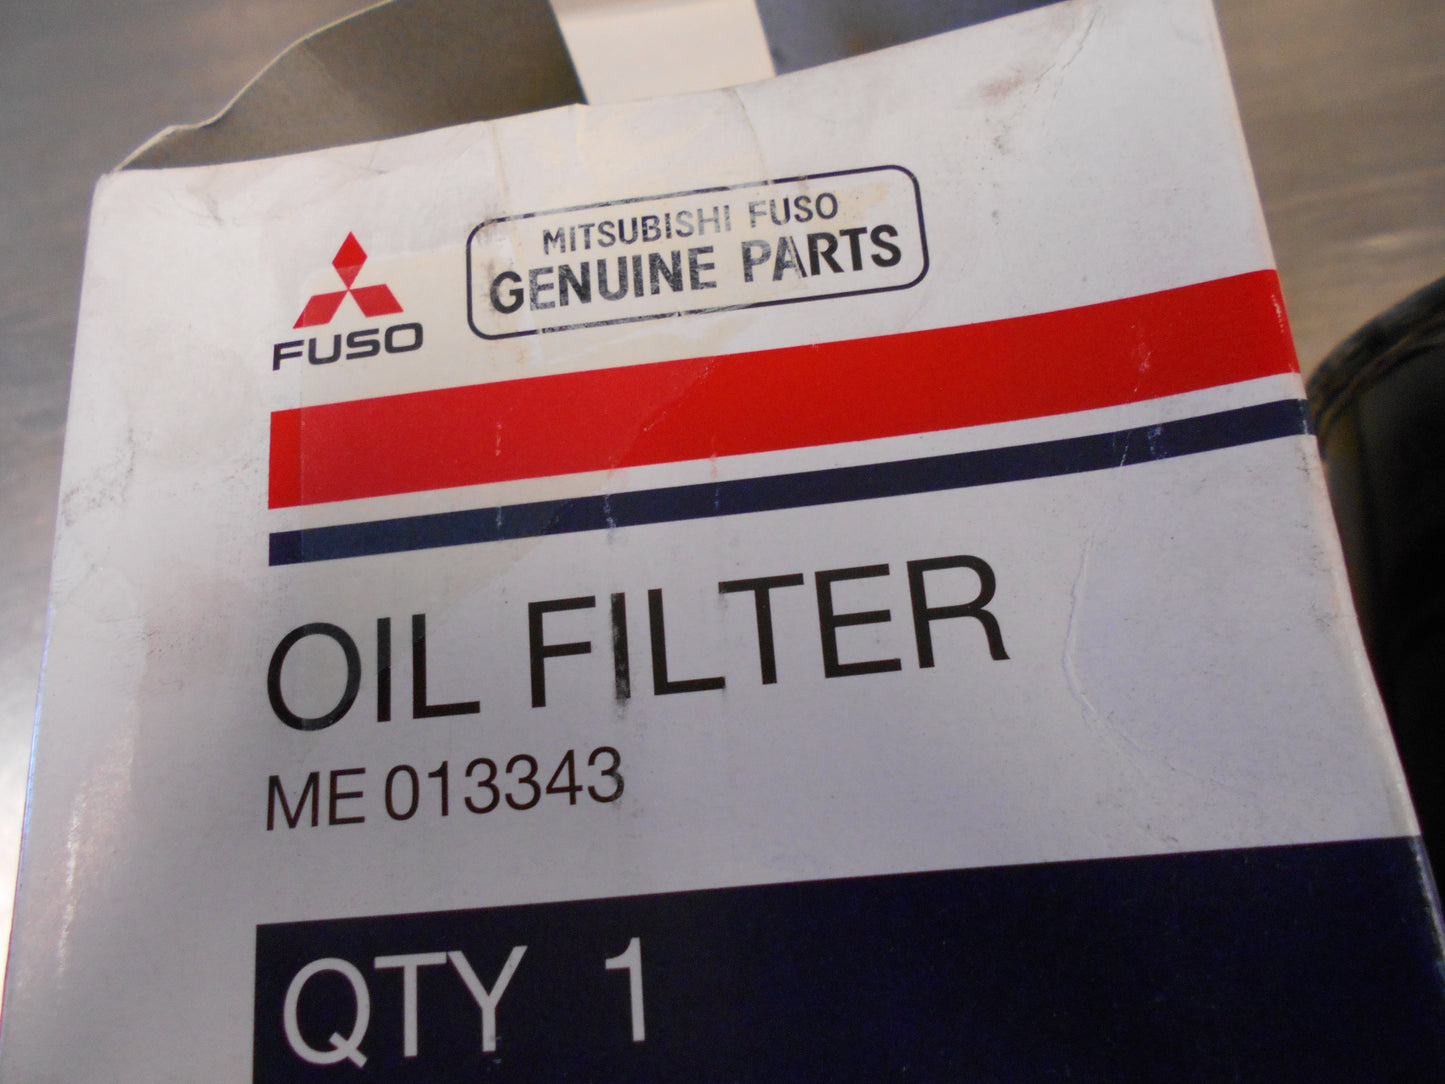 MITSUBISHI FUSO
GENUINE PARTS
FUSO
OIL FILTER
ME 013343
QTY 1